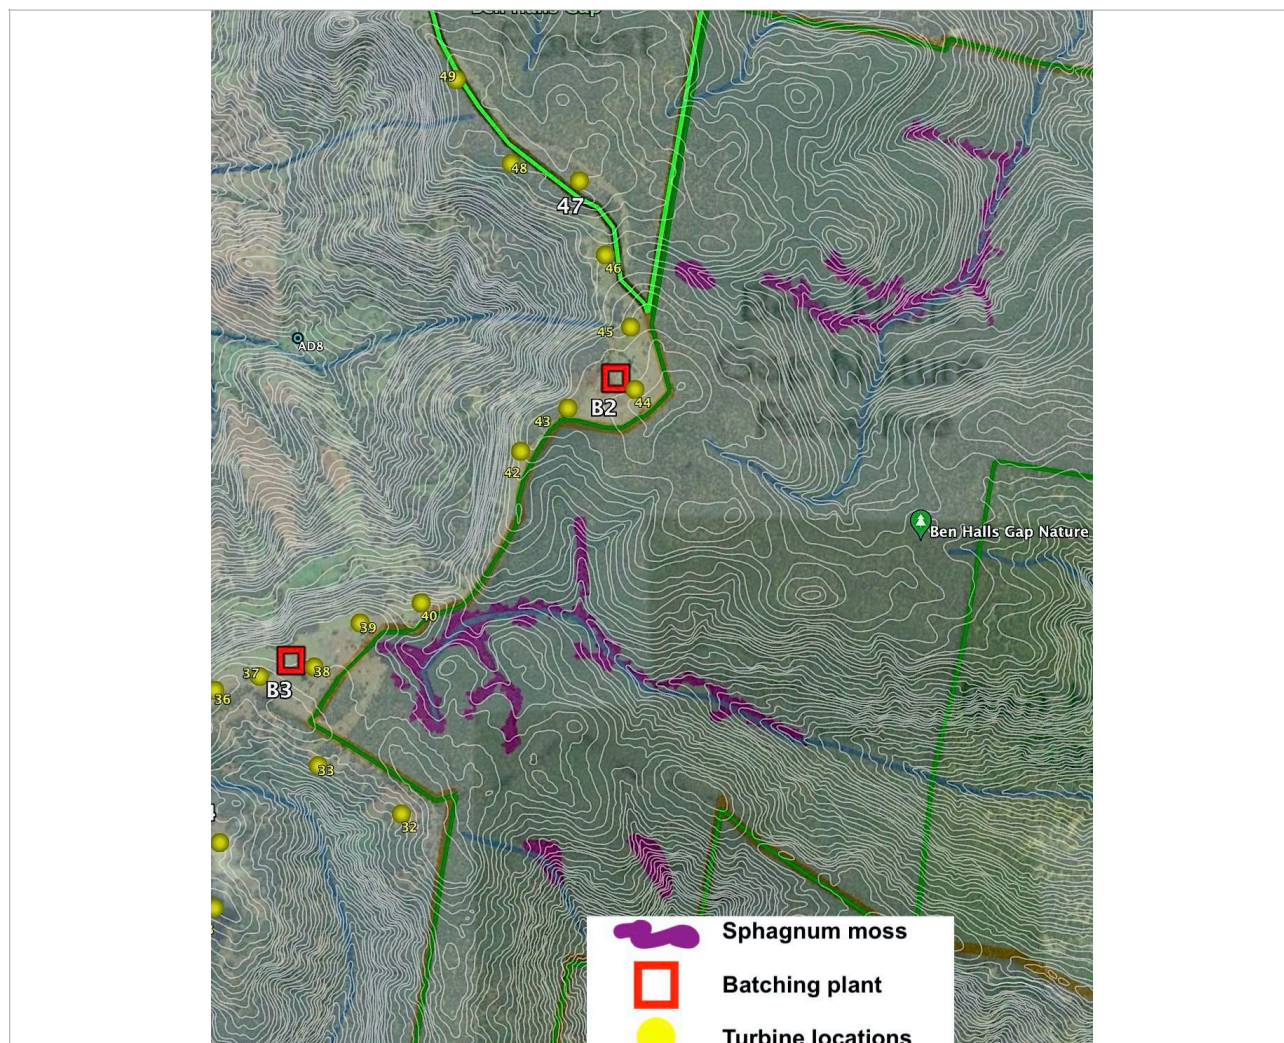 49
48
47
46
45
AD8
B2
44
43
42
Ben Halls Gap Nature
40
39
38
37
B3
36
33
32
Sphagnum moss
Batching plant
Turbine locations